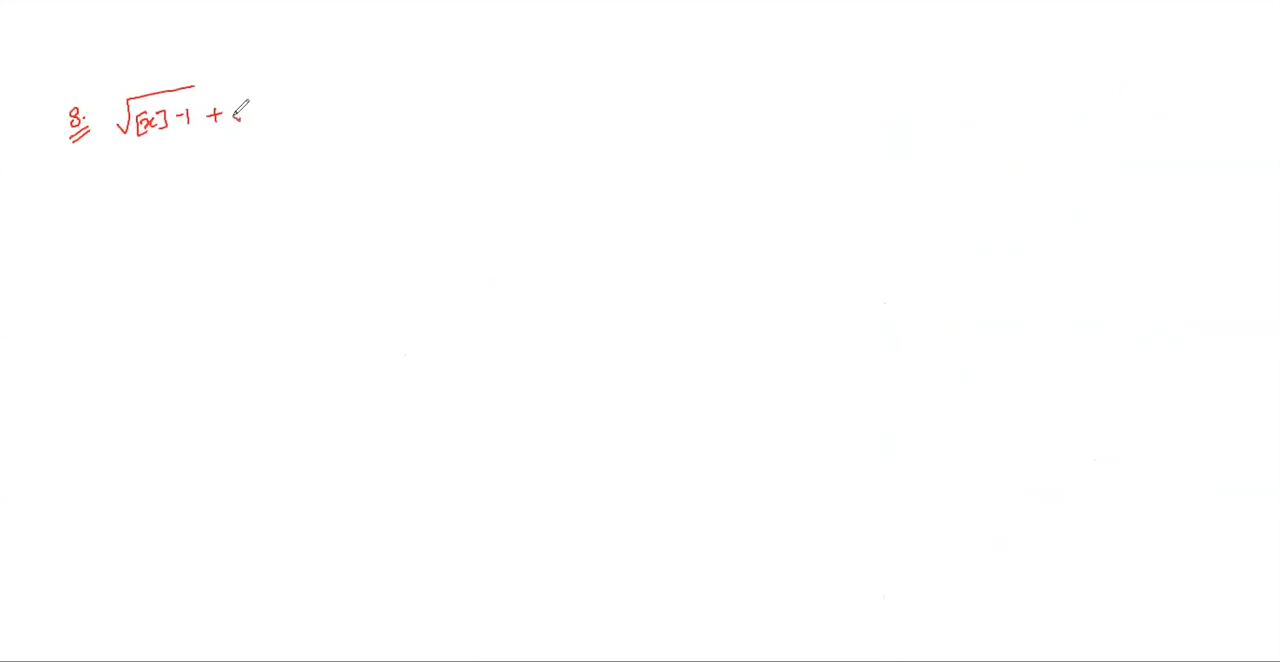 8. √[x] -1 +